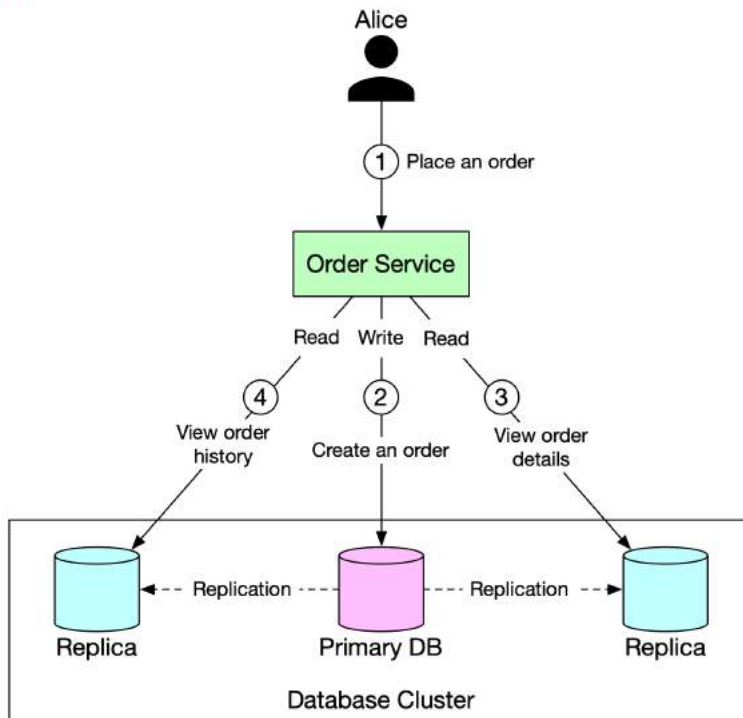 Alice
1 Place an order
Order Service
Read Write Read
4 2 3
View order
history
Create an order
View order
details
Replication Replication
Replica Primary DB Replica
Database Cluster